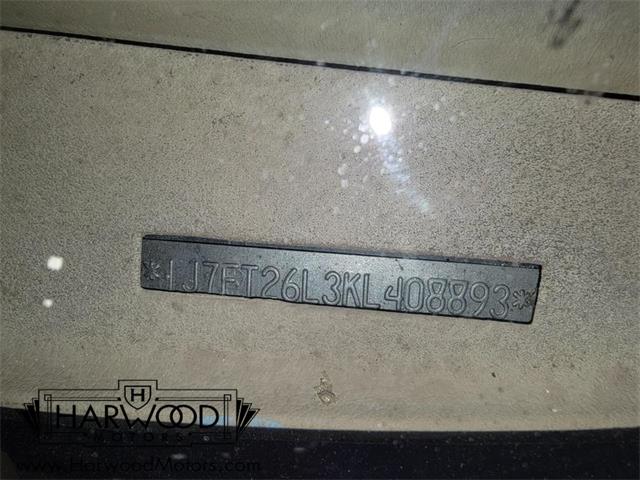 *1J7FT26L3KL408893*
H
HARWOOD
MOTORS
www.HarwoodMotors.com